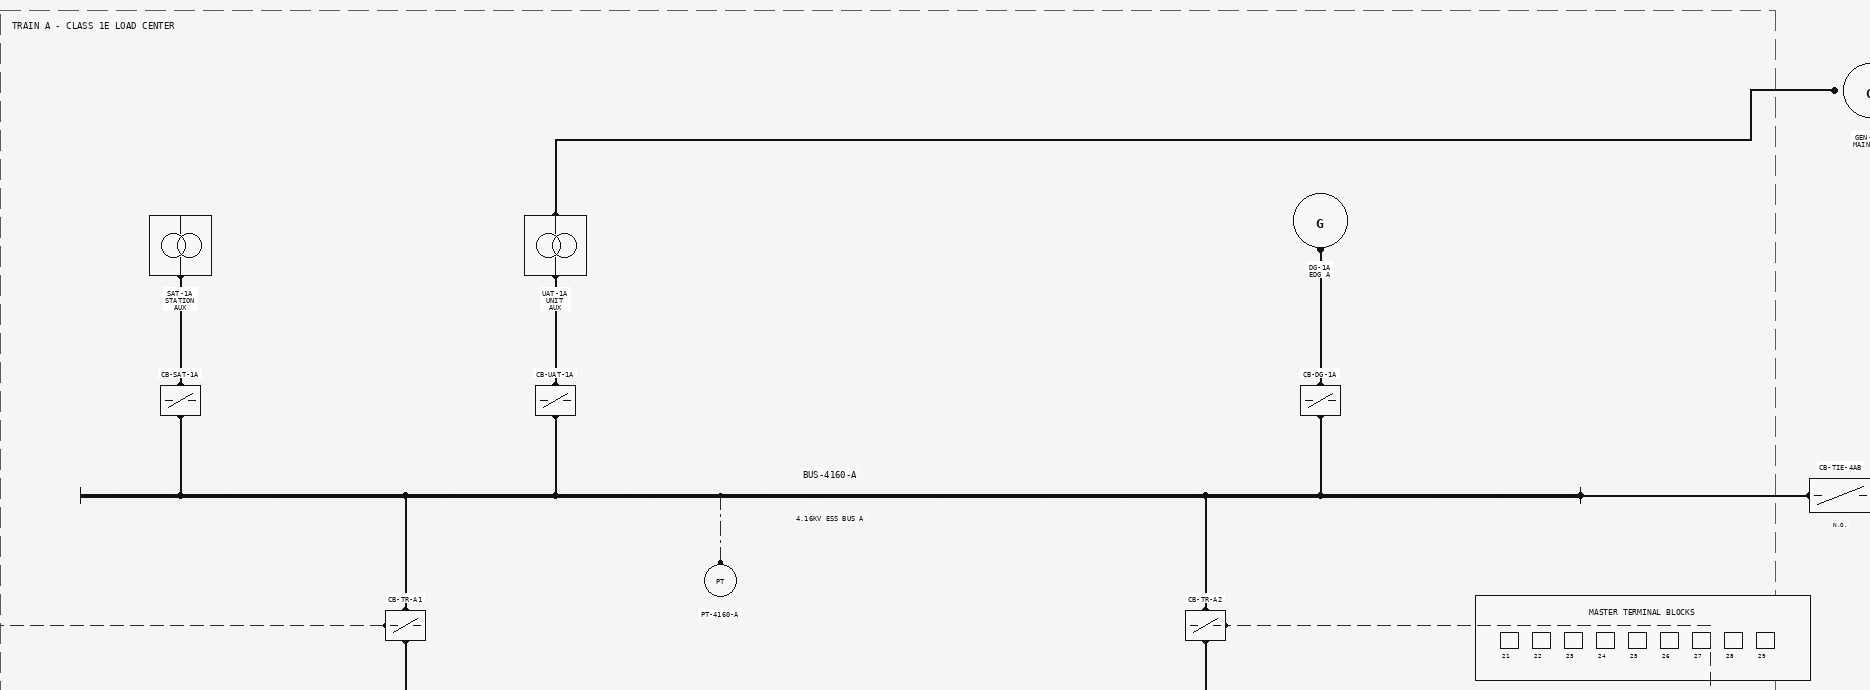 TRAIN A - CLASS 1E LOAD CENTER
MAIN
G
SAT-1A
STATION
AUX
UAT-1A
UNIT
AUX
DG-1A
EDG A
CB-SAT-1A
CB-UAT-1A
CB-DG-1A
BUS-4160-A
4.16KV ESS BUS A
CB-TIE-4AB
N.O.
PT
PT-4160-A
CB-TR-A1
CB-TR-A2
MASTER TERMINAL BLOCKS
21 22 23 24 25 26 27 28 29